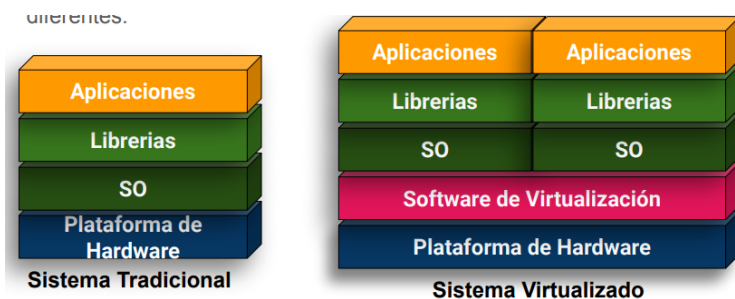 diferentes.
Aplicaciones
Librerias
SO
Plataforma de
Hardware
Sistema Tradicional
Aplicaciones Aplicaciones
Librerias Librerias
SO SO
Software de Virtualización
Plataforma de Hardware
Sistema Virtualizado